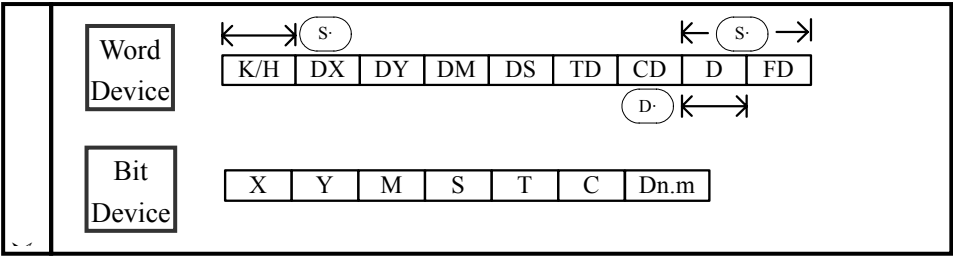 Word
Device
S· S·
K/H DX DY DM DS TD CD D FD
D·
Bit
Device
X Y M S T C Dn.m